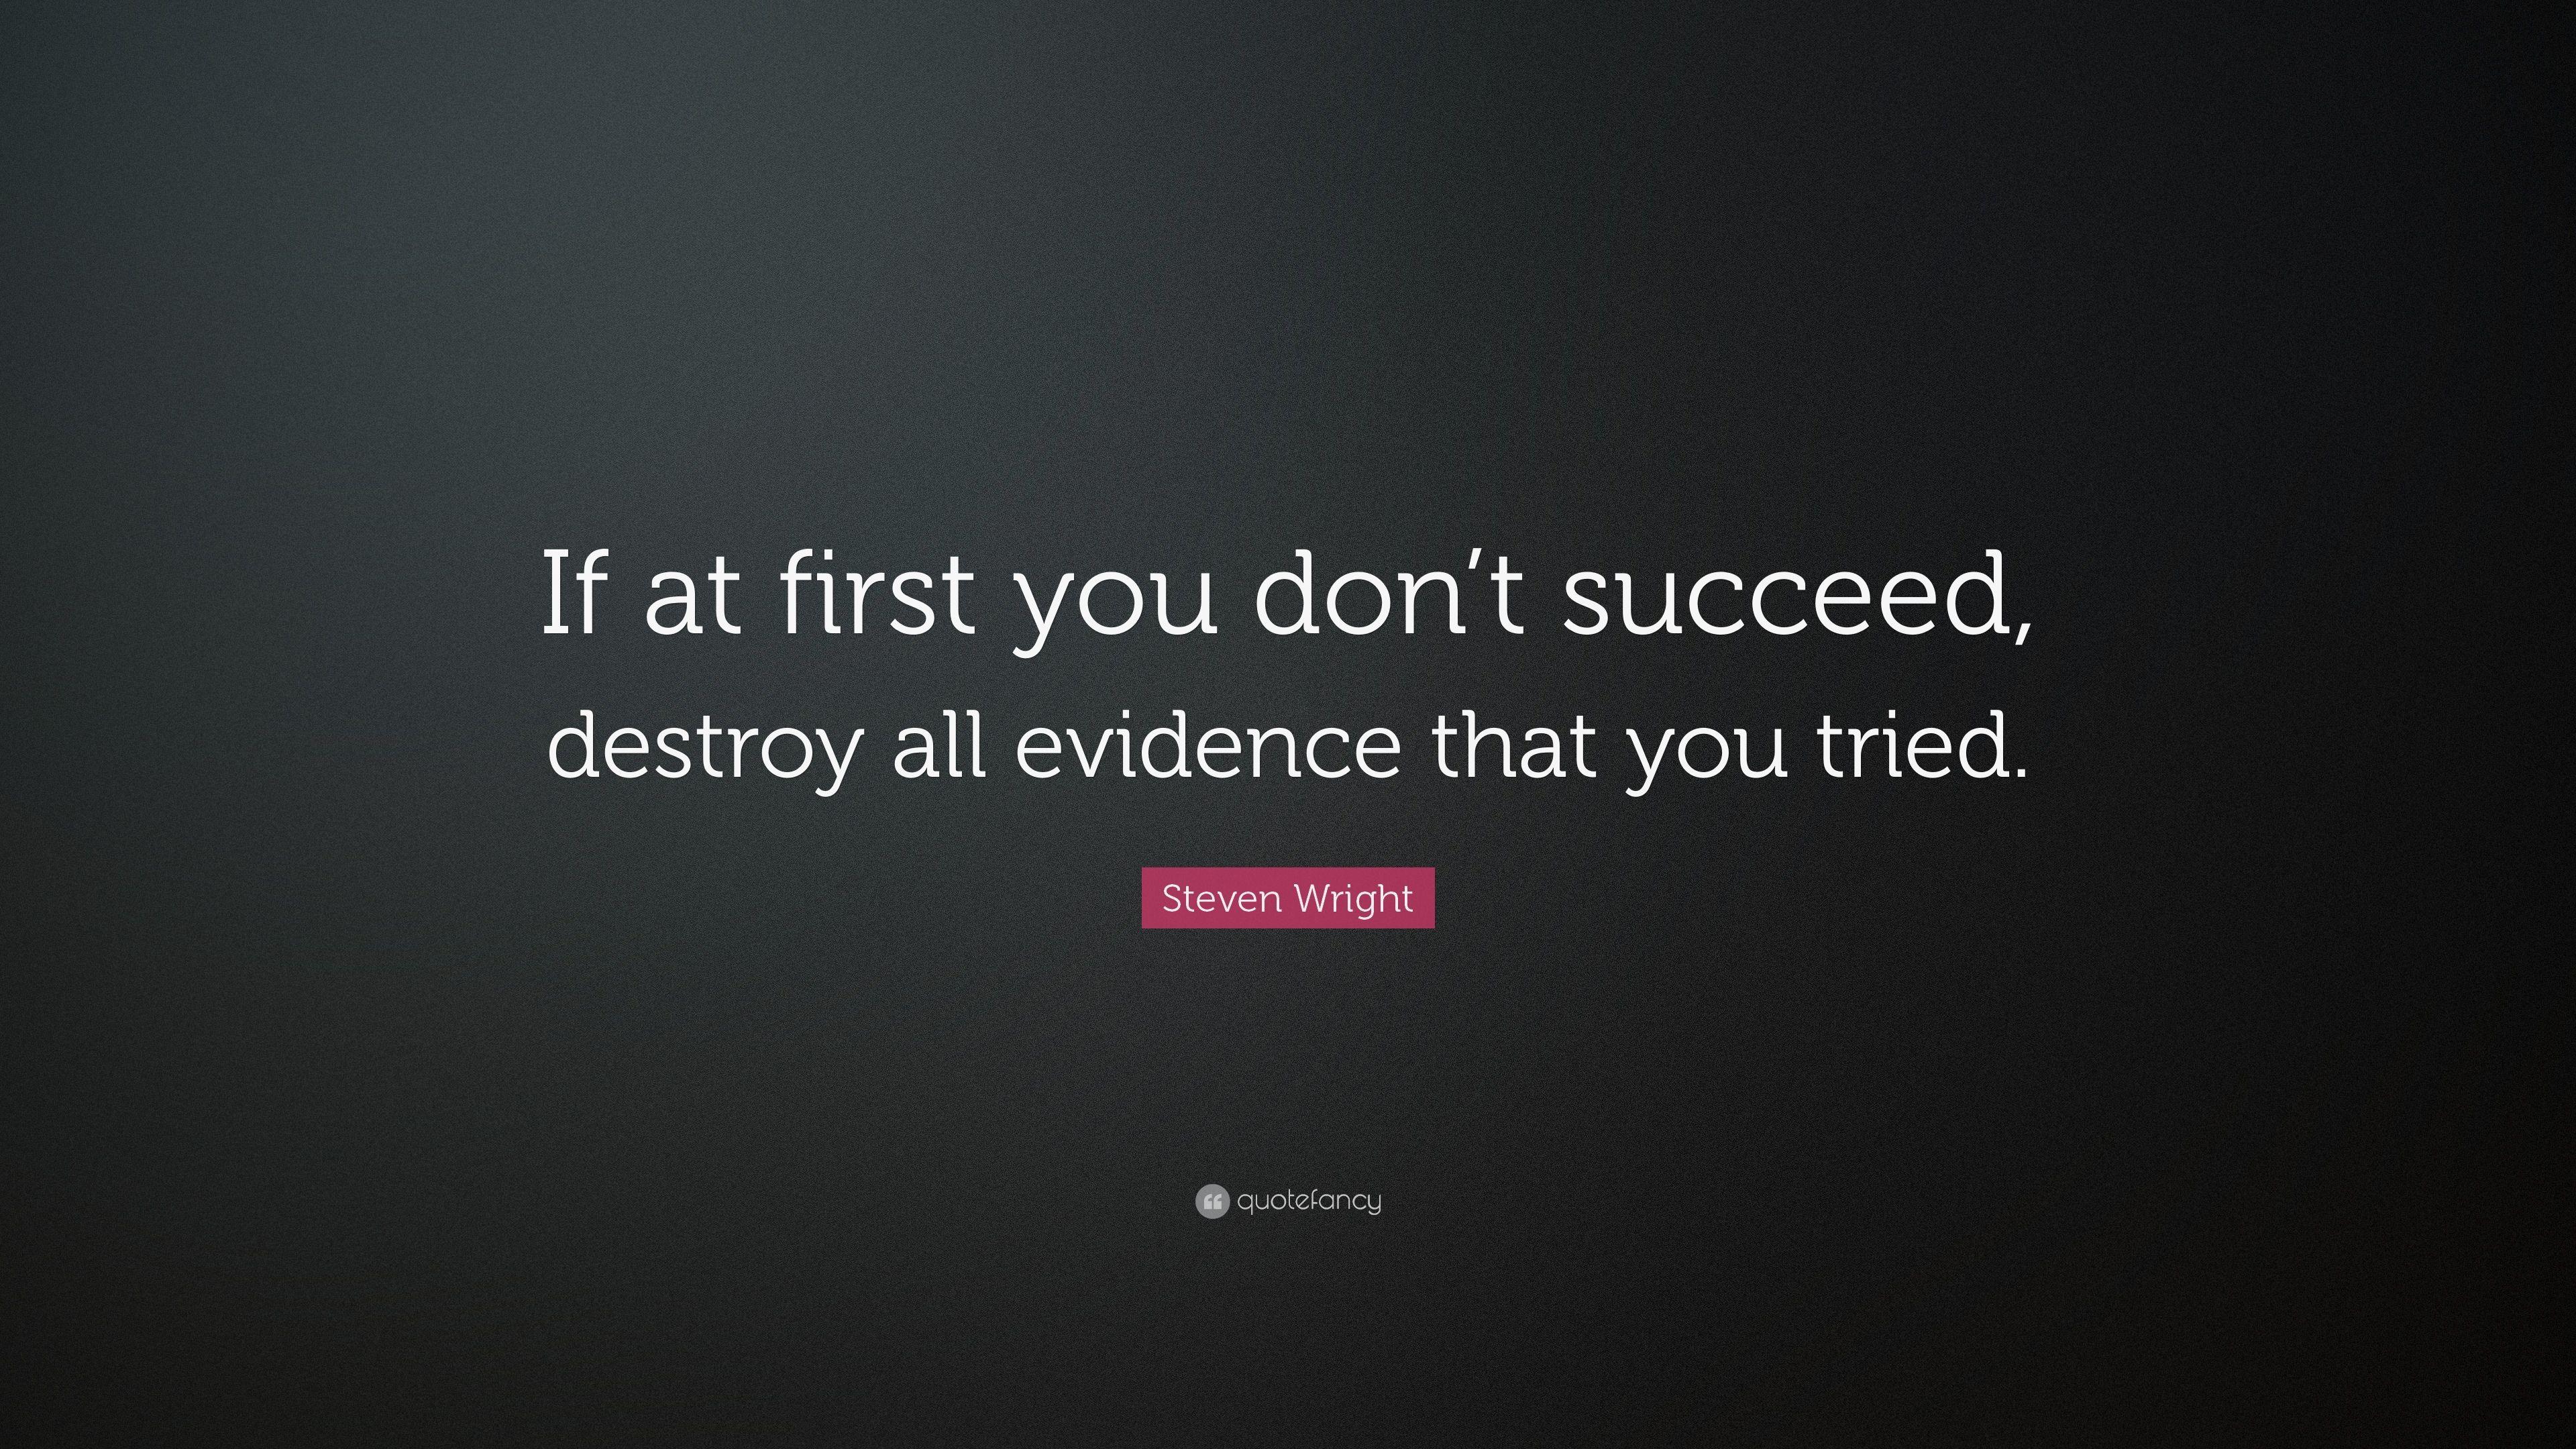 If at first you don’t succeed,
destroy all evidence that you tried.
Steven Wright
quotefancy